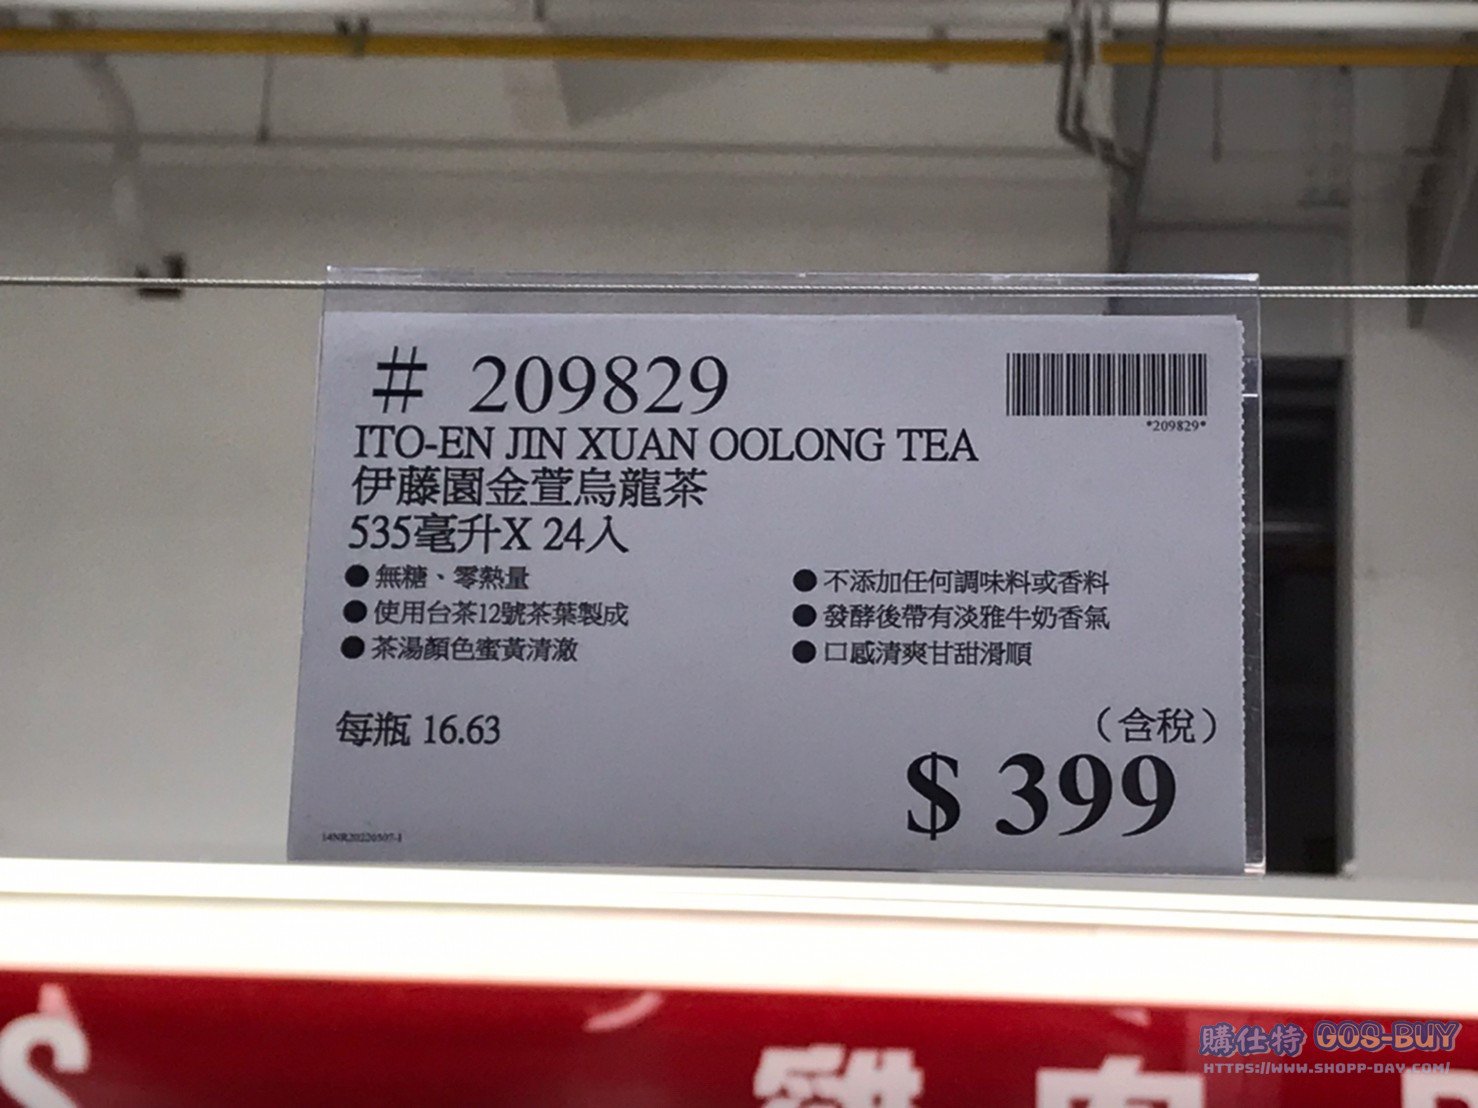 # 209829
*209829*
ITO-EN JIN XUAN OOLONG TEA
伊藤園金萱烏龍茶
535毫升X 24入
●無糖、零熱量
●使用台茶12號茶葉製成
●茶湯顏色蜜黃清澈
●不添加任何調味料或香料
●發酵後帶有淡雅牛奶香氣
●口感清爽甘甜滑順
每瓶 16.63
（含稅）
$ 399
14NR20220307-1
購仕特 GOS-BUY
HTTPS://WWW.SHOPP-DAY.COM/